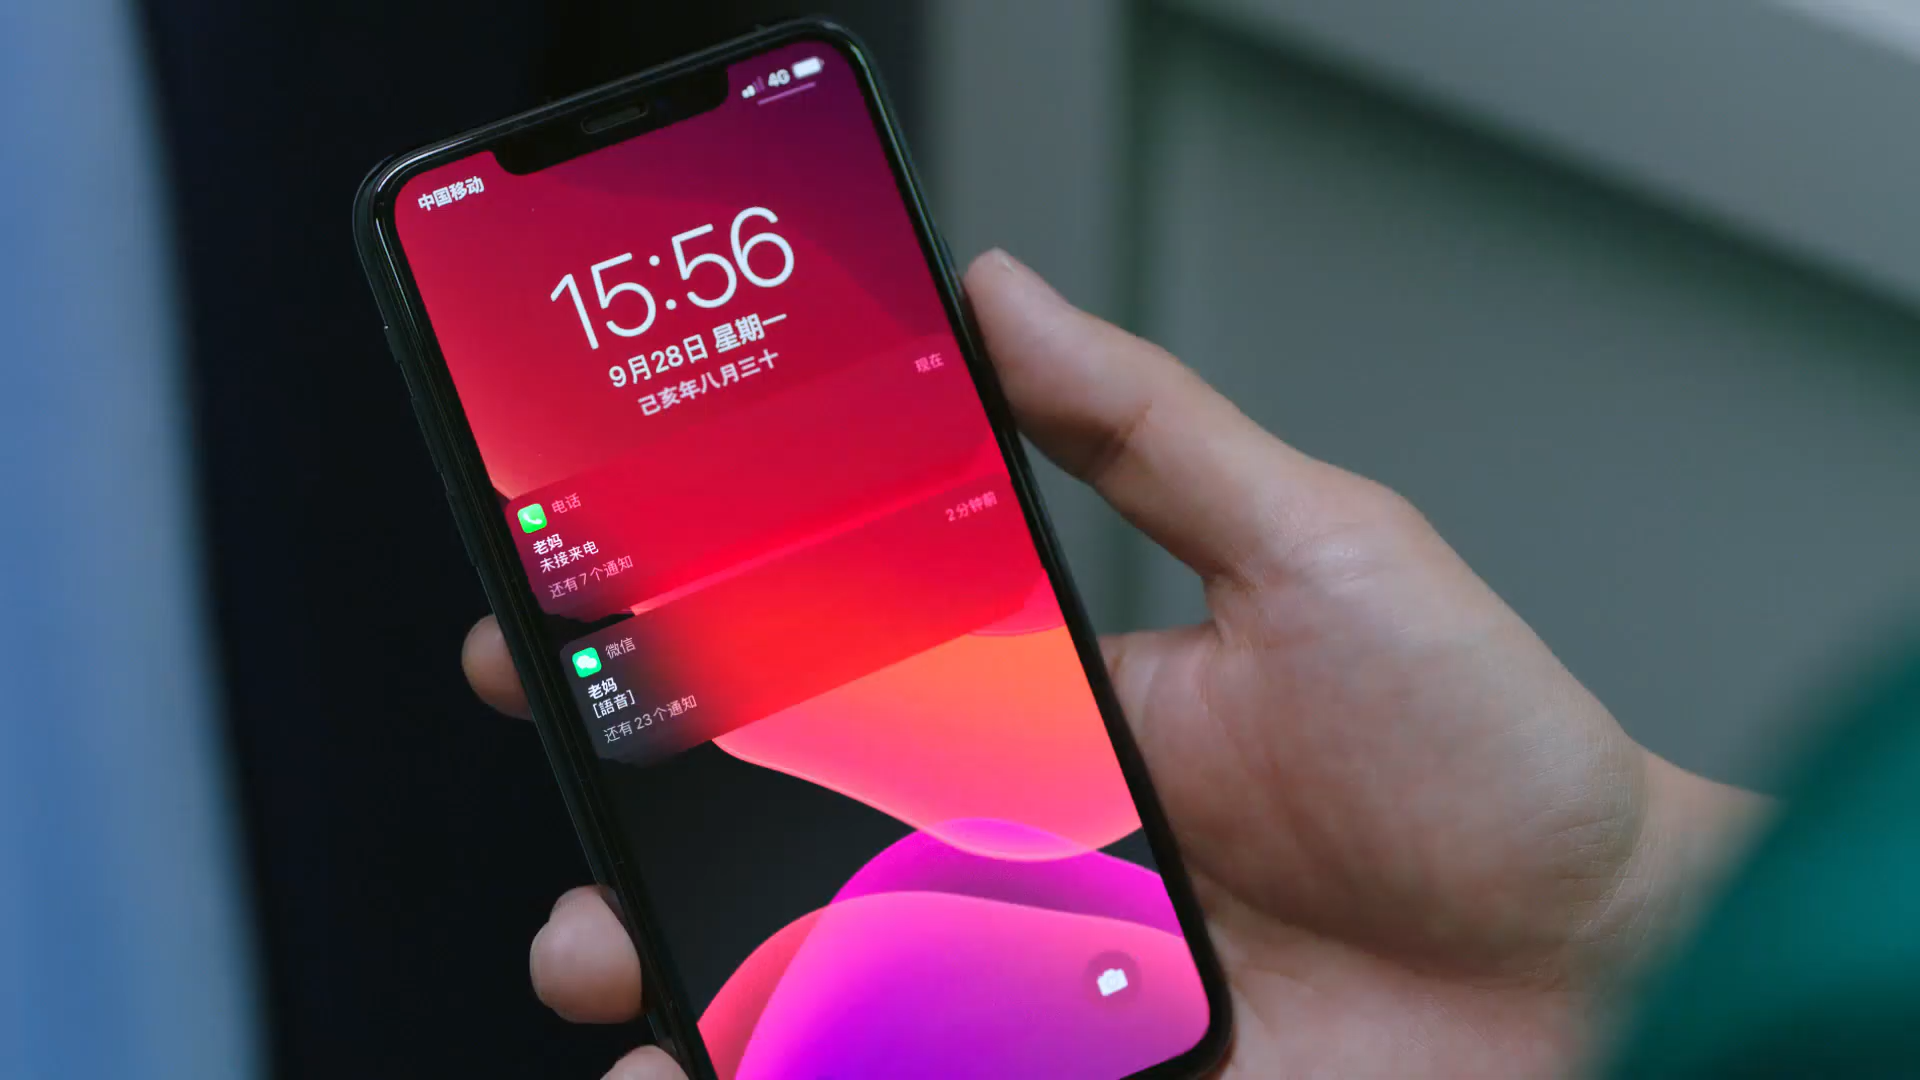 4G
中国移动
15:56
9月28日 星期一
己亥年八月三十
现在
电话
老妈
未接来电
还有7个通知
2分钟前
微信
老妈
[語音]
还有23个通知